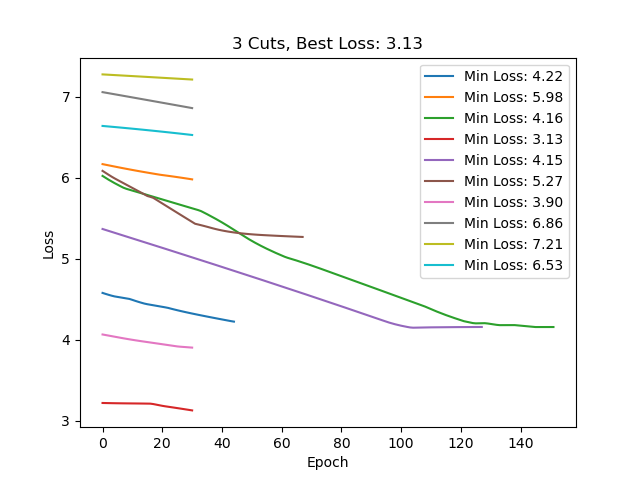 3 Cuts, Best Loss: 3.13
Min Loss: 4.22
Min Loss: 5.98
Min Loss: 4.16
Min Loss: 3.13
Min Loss: 4.15
Min Loss: 5.27
Min Loss: 3.90
Min Loss: 6.86
Min Loss: 7.21
Min Loss: 6.53
7
6
5
4
3
Loss
0 20 40 60 80 100 120 140
Epoch